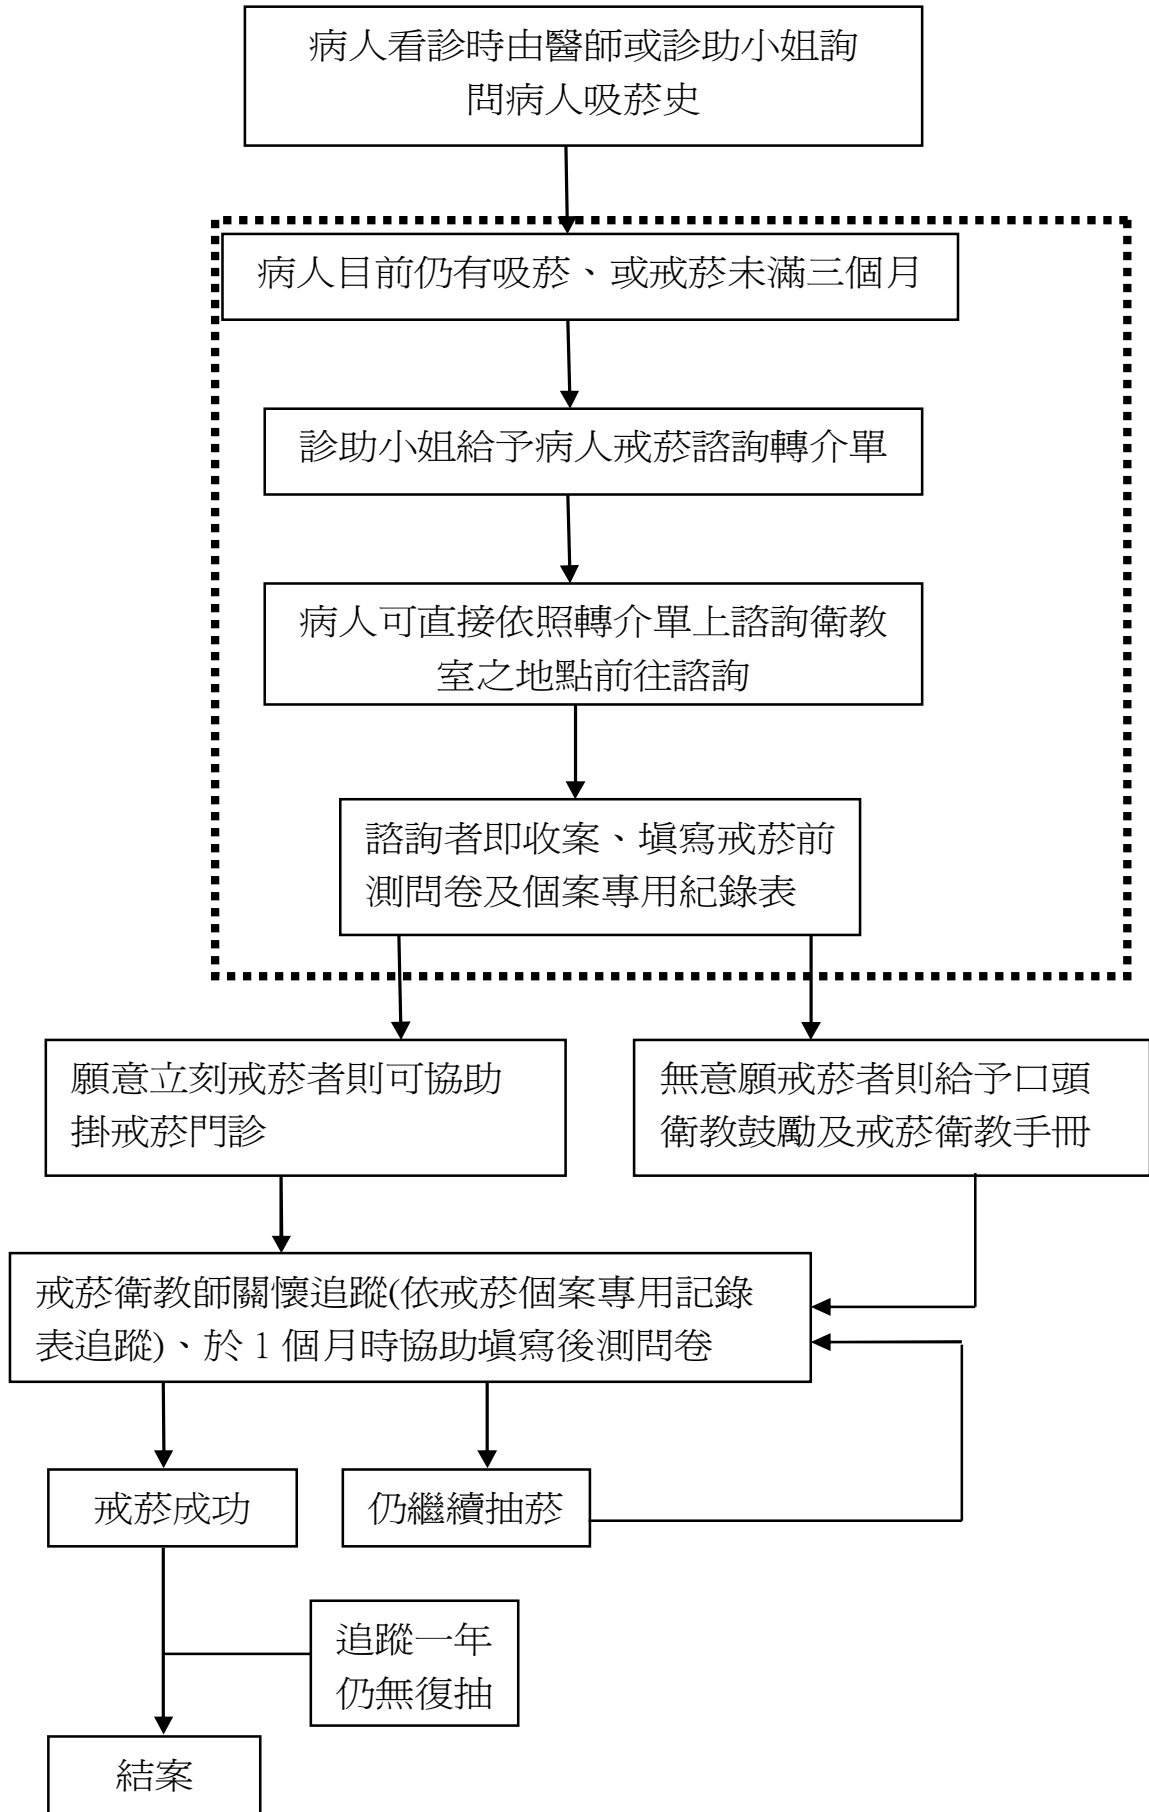 病人看診時由醫師或診助小姐詢
問病人吸菸史
病人目前仍有吸菸、或戒菸未滿三個月
診助小姐給予病人戒菸諮詢轉介單
病人可直接依照轉介單上諮詢衛教
室之地點前往諮詢
諮詢者即收案、填寫戒菸前
測問卷及個案專用紀錄表
願意立刻戒菸者則可協助
掛戒菸門診
無意願戒菸者則給予口頭
衛教鼓勵及戒菸衛教手冊
戒菸衛教師關懷追蹤(依戒菸個案專用記錄
表追蹤)、於 1 個月時協助填寫後測問卷
戒菸成功
仍繼續抽菸
追蹤一年
仍無復抽
結案